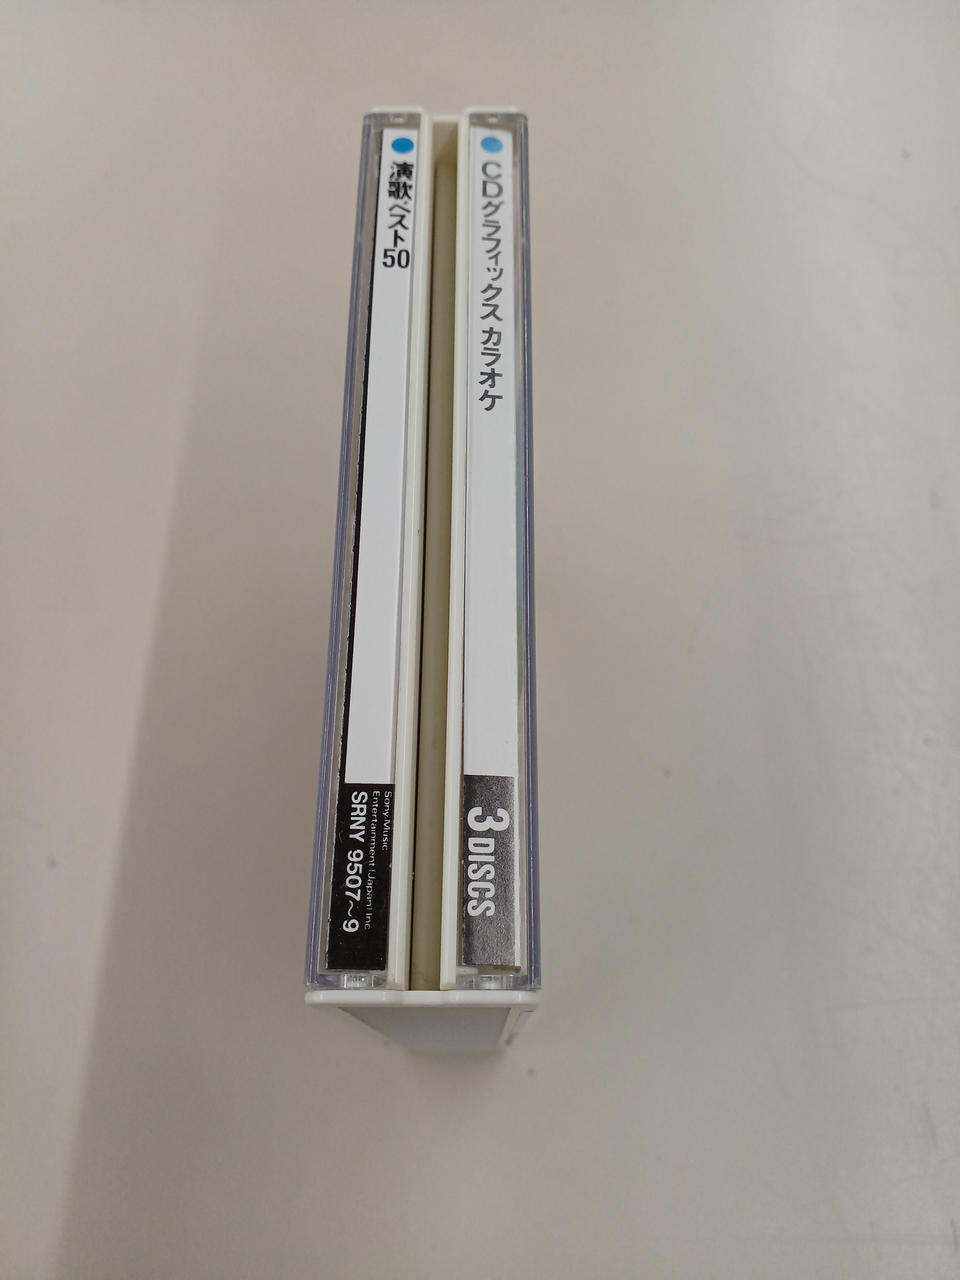 演歌ベスト50
Sony Music
Entertainment (Japan) Inc.
SRNY 9507〜9
CDグラフィックス カラオケ
3 DISCS